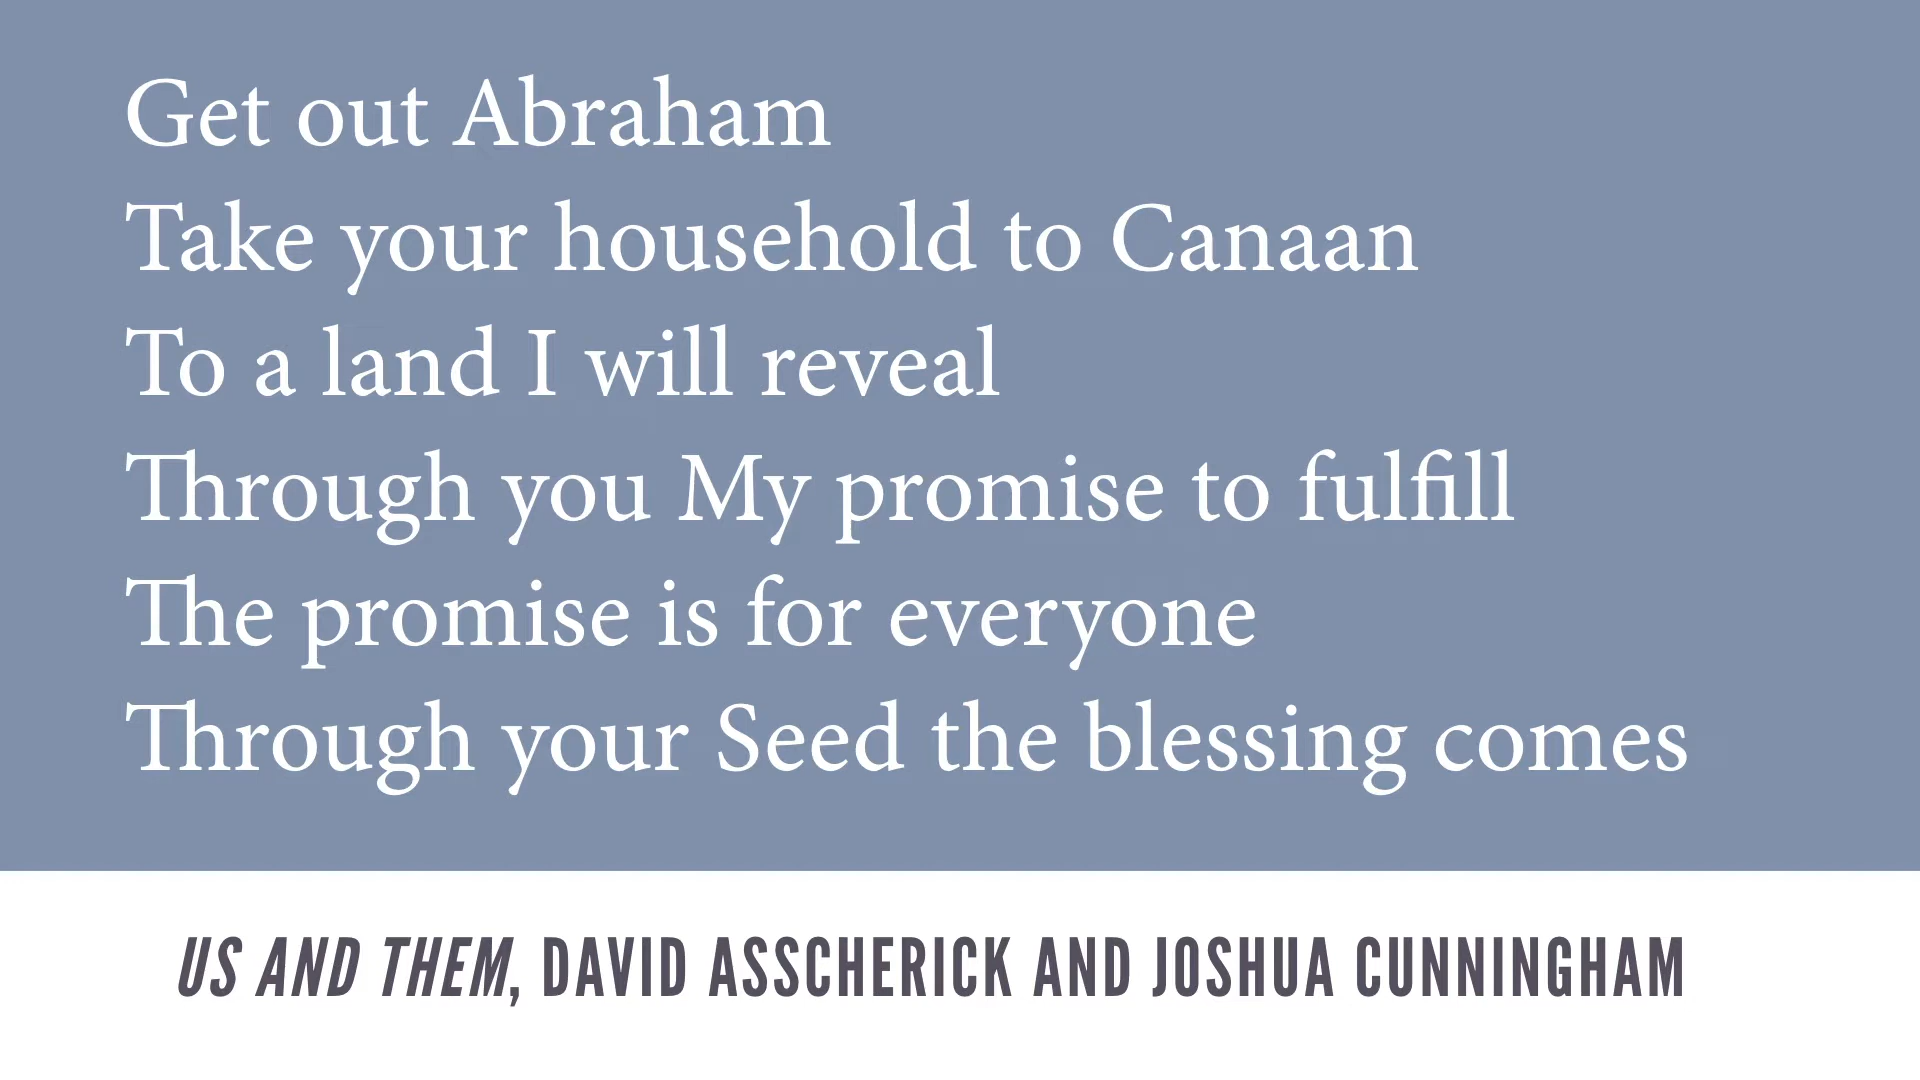 Get out Abraham
Take your household to Canaan
To a land I will reveal
Through you My promise to fulfill
The promise is for everyone
Through your Seed the blessing comes
US AND THEM, DAVID ASSCHERICK AND JOSHUA CUNNINGHAM